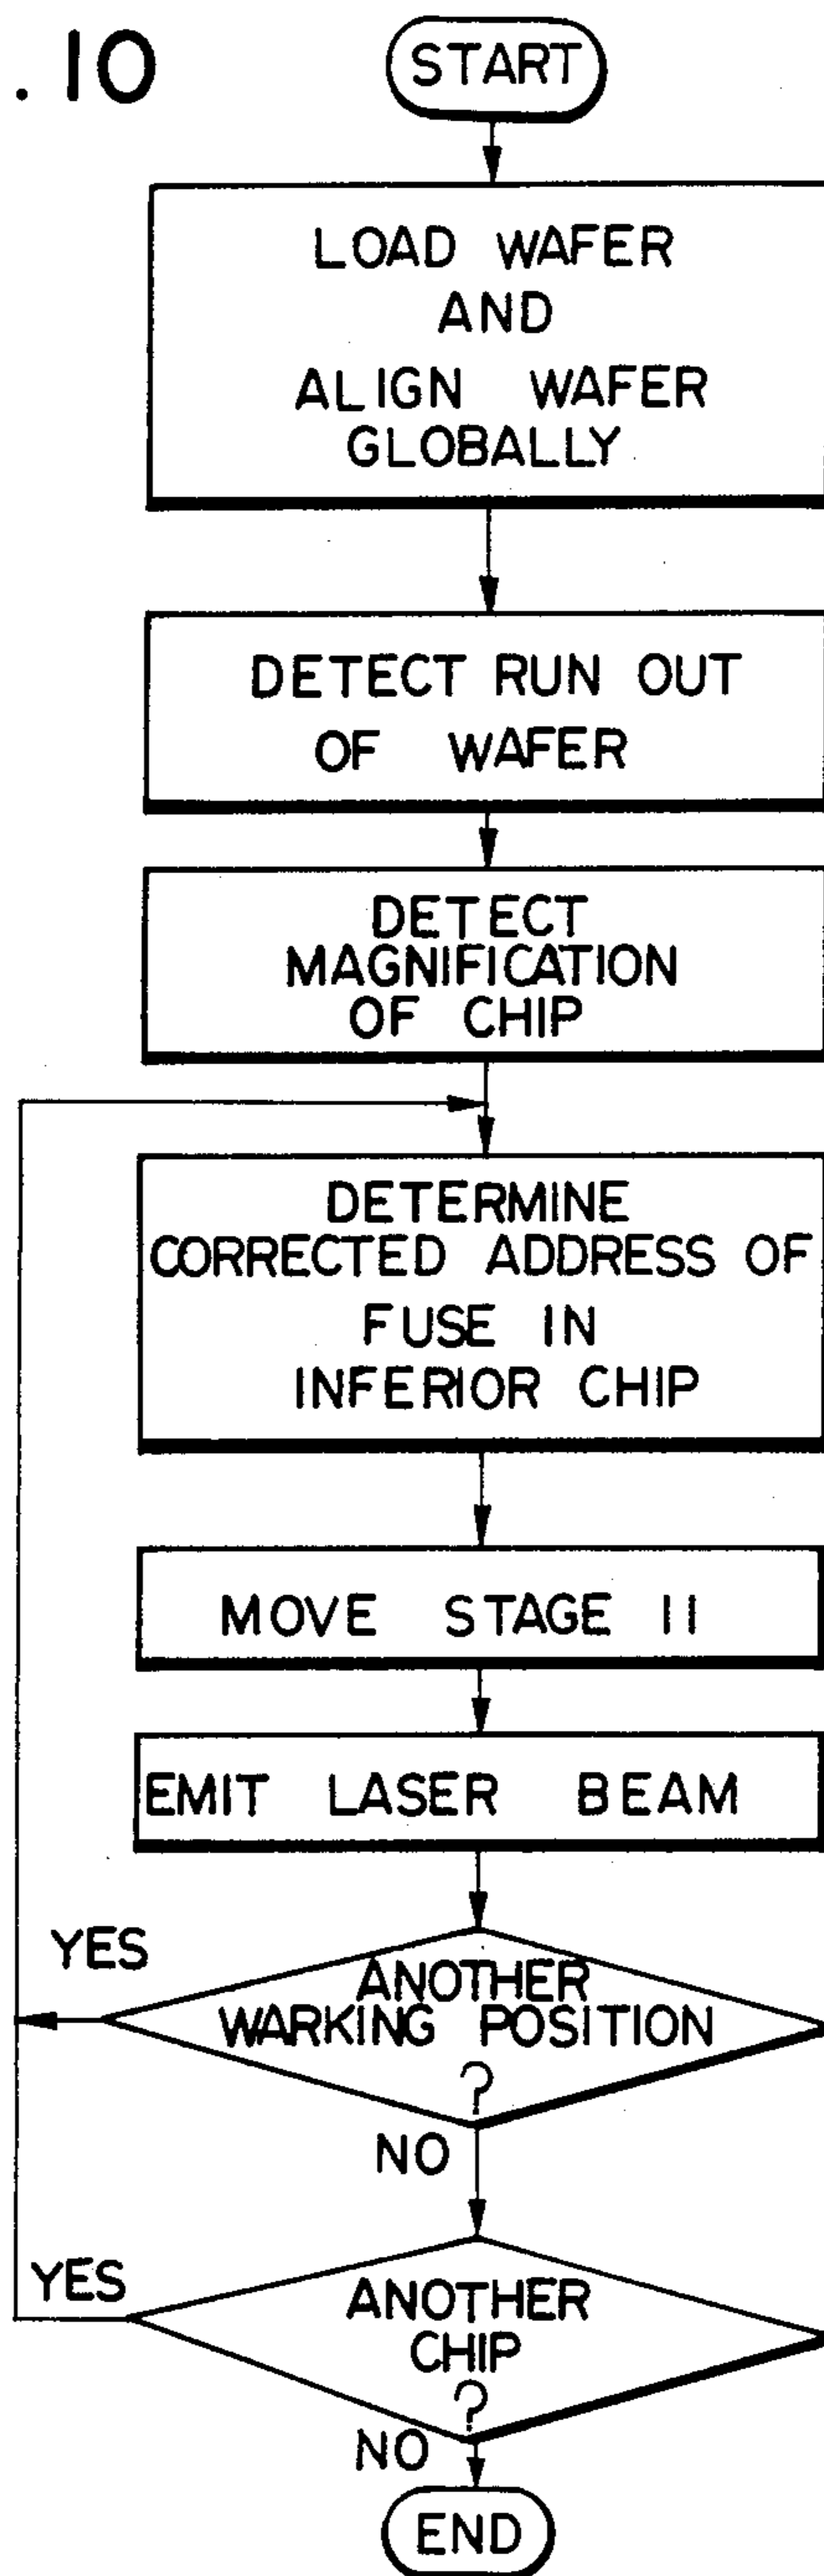 . 10
START
LOAD WAFER
AND
ALIGN WAFER
GLOBALLY
DETECT RUN OUT
OF WAFER
DETECT
MAGNIFICATION
OF CHIP
DETERMINE
CORRECTED ADDRESS OF
FUSE IN
INFERIOR CHIP
MOVE STAGE 11
EMIT LASER BEAM
YES
ANOTHER
WARKING POSITION
?
NO
YES
ANOTHER
CHIP
?
NO
END